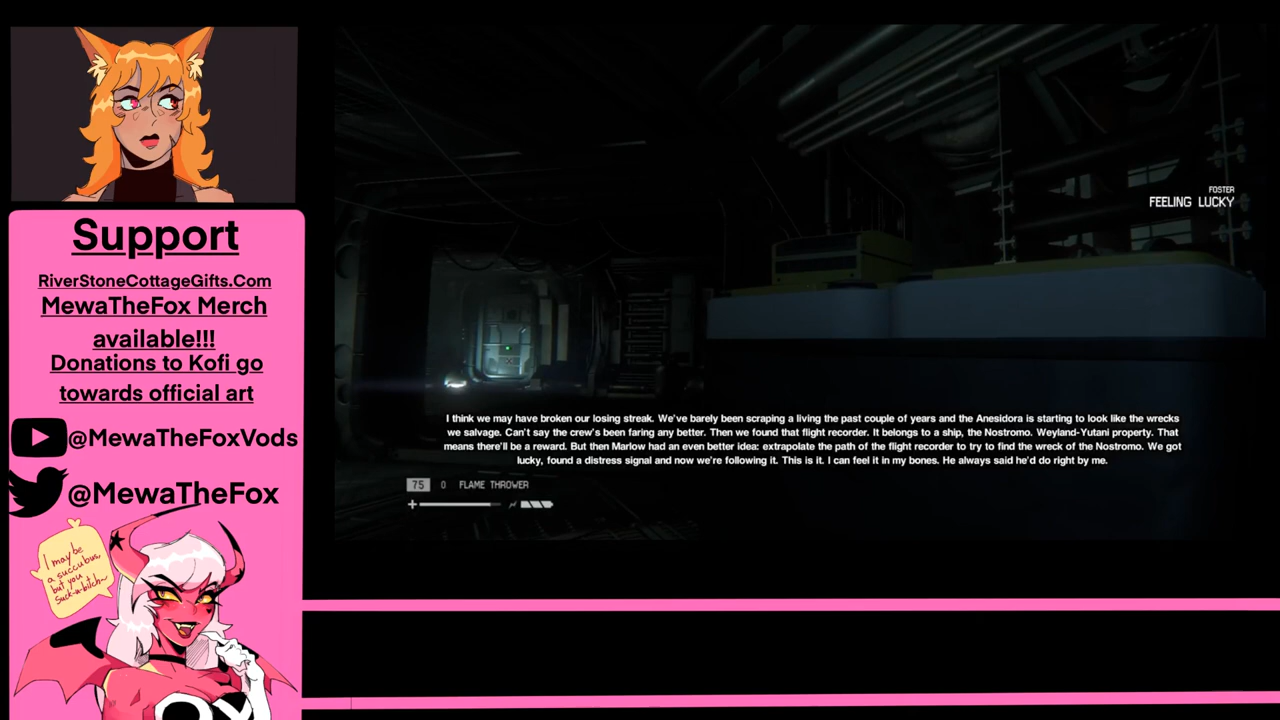 Support
RiverStoneCottageGifts.Com
MewaTheFox Merch
available!!!
Donations to Kofi go
towards official art
@MewaTheFoxVods
@MewaTheFox
I may be
a succubus,
but you
suck-a-bitch~
FOSTER
FEELING LUCKY
I think we may have broken our losing streak. We've barely been scraping a living the past couple of years and the Anesidora is starting to look like the wrecks
we salvage. Can't say the crew's been faring any better. Then we found that flight recorder. It belongs to a ship, the Nostromo. Weyland-Yutani property. That
means there'll be a reward. But then Marlow had an even better idea: extrapolate the path of the flight recorder to try to find the wreck of the Nostromo. We got
lucky, found a distress signal and now we're following it. This is it. I can feel it in my bones. He always said he'd do right by me.
75 0 FLAME THROWER